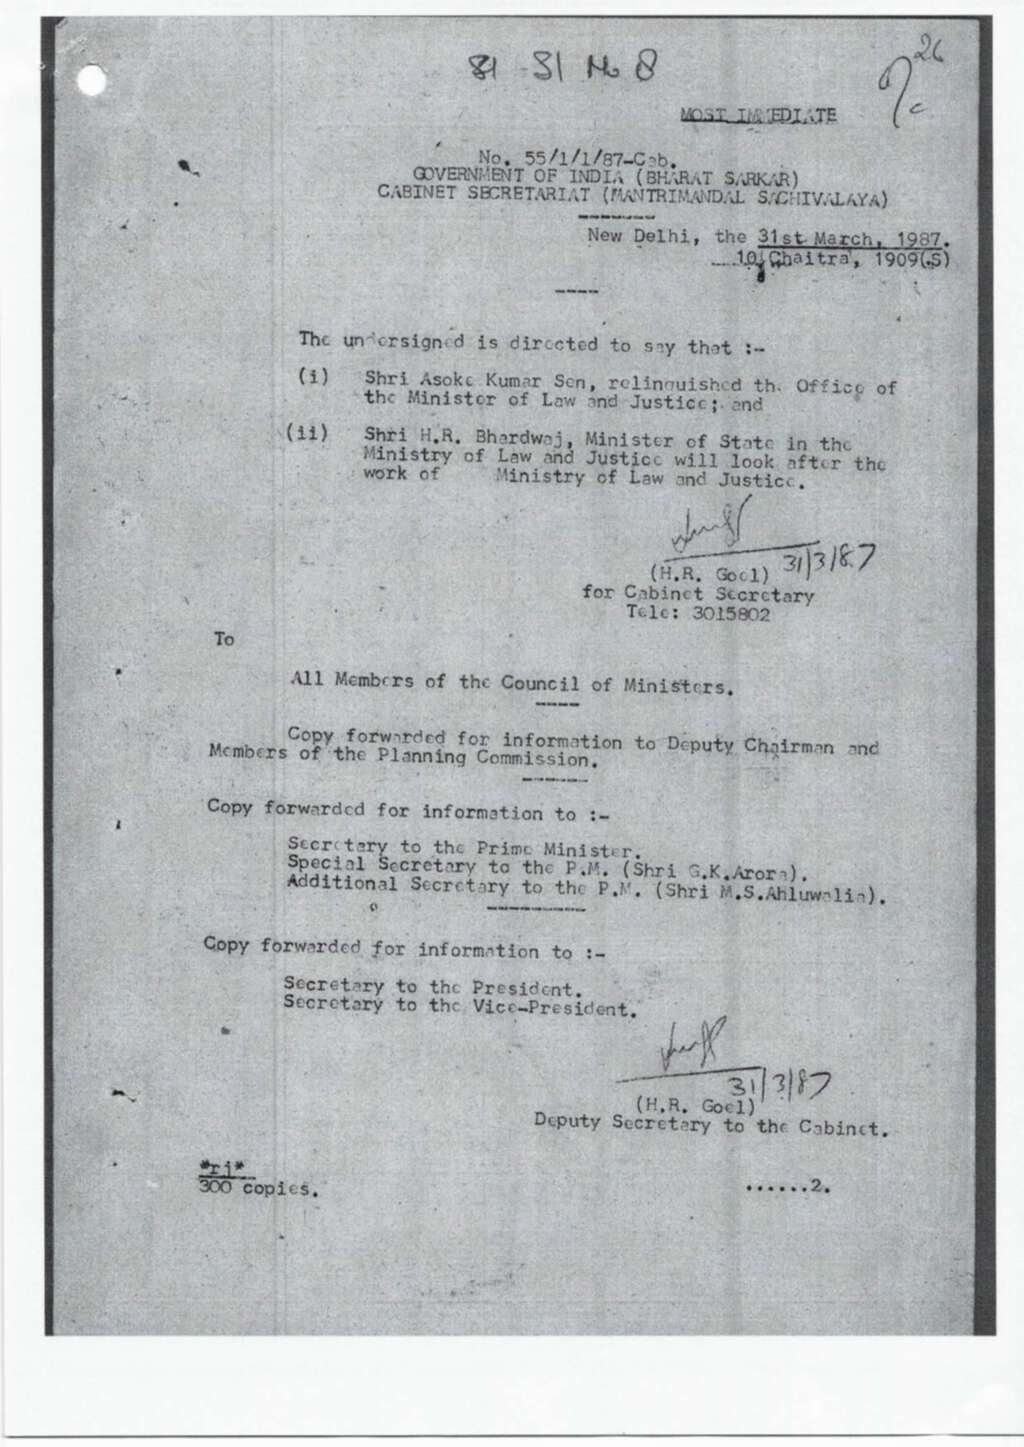 81 Sl No 8
26
MOST IMMEDIATE
No. 55/1/1/87-Cab.
GOVERNMENT OF INDIA (BHARAT SARKAR)
CABINET SECRETARIAT (MANTRIMANDAL SACHIVALAYA)
New Delhi, the 31st March, 1987.
10 Chaitra, 1909(S)
The undersigned is directed to say that :-
(i) Shri Asoke Kumar Sen, relinquished the Office of
the Minister of Law and Justice; and
(ii) Shri H.R. Bhardwaj, Minister of State in the
Ministry of Law and Justice will look after the
work of Ministry of Law and Justice.
31/3/87
(H.R. Goel)
for Cabinet Secretary
Tele: 3015802
To
All Members of the Council of Ministers.
Copy forwarded for information to Deputy Chairman and
Members of the Planning Commission.
Copy forwarded for information to :-
Secretary to the Prime Minister.
Special Secretary to the P.M. (Shri G.K.Arora).
Additional Secretary to the P.M. (Shri M.S.Ahluwalia).
Copy forwarded for information to :-
Secretary to the President.
Secretary to the Vice-President.
31/3/87
(H.R. Goel)
Deputy Secretary to the Cabinet.
*rj*
300 copies.
......2.